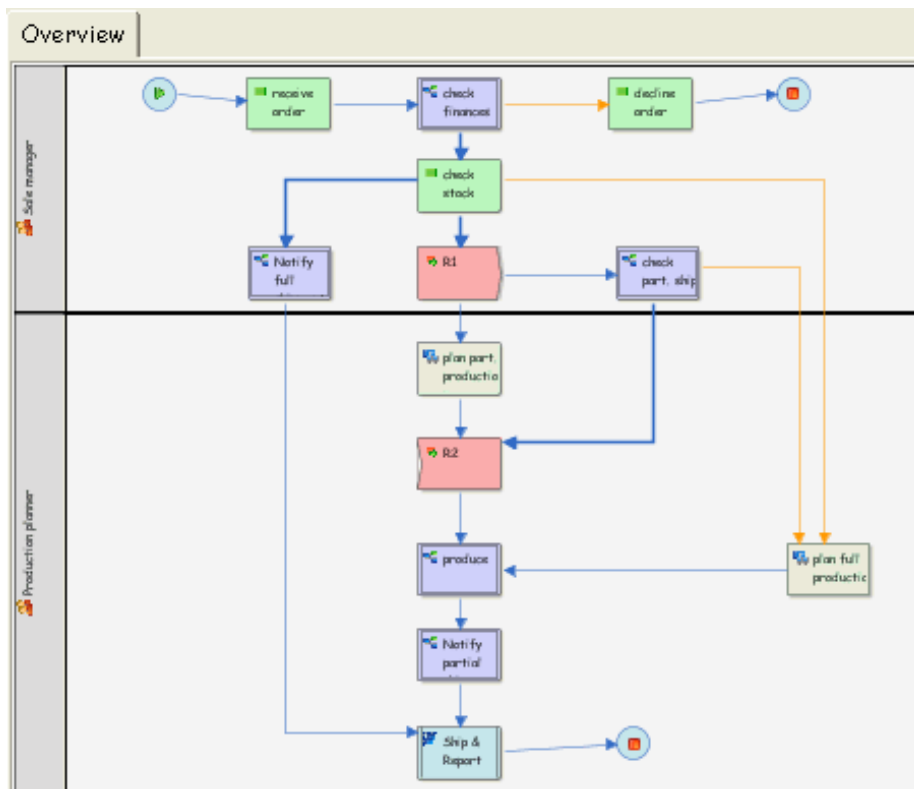 Overview
Sale manager
receive
order
check
finances
decline
order
check
stock
Notify
full
R1
check
part, ship
Production planner
plan part,
productio
R2
produce
plan full
productio
Notify
partial
Ship &
Report